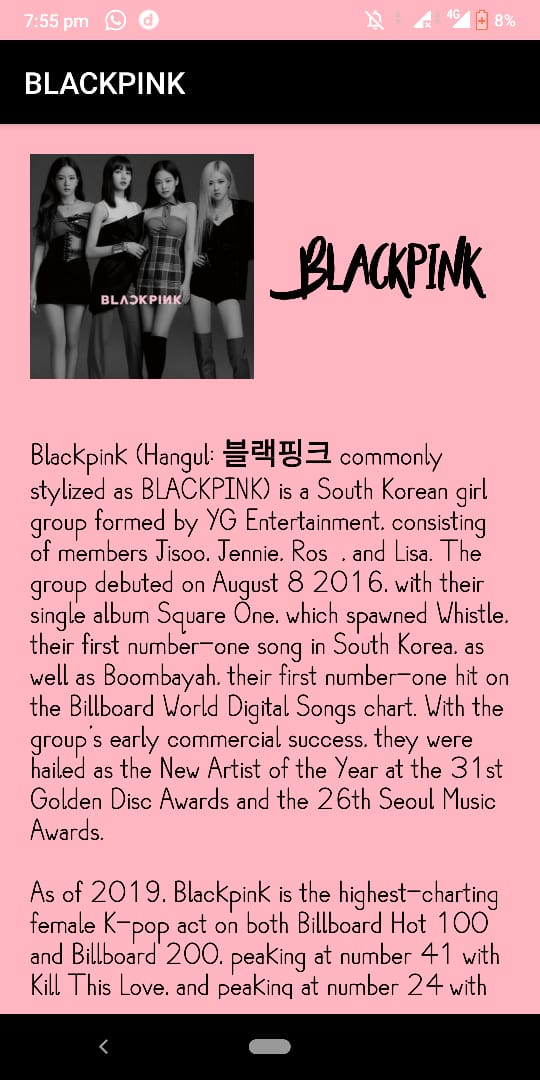 7:55 pm
4G
8%
BLACKPINK
BLACKPINK
BLACKPINK
Blackpink (Hangul: 블랙핑크 commonly
stylized as BLACKPINK) is a South Korean girl
group formed by YG Entertainment. consisting
of members Jisoo. Jennie. Ros . and Lisa. The
group debuted on August 8 2016. with their
single album Square One. which spawned Whistle.
their first number-one song in South Korea. as
well as Boombayah. their first number-one hit on
the Billboard World Digital Songs chart. With the
group's early commercial success. they were
hailed as the New Artist of the Year at the 31st
Golden Disc Awards and the 26th Seoul Music
Awards.
As of 2019. Blackpink is the highest-charting
female K-pop act on both Billboard Hot 100
and Billboard 200. peaking at number 41 with
Kill This Love. and peaking at number 24 with